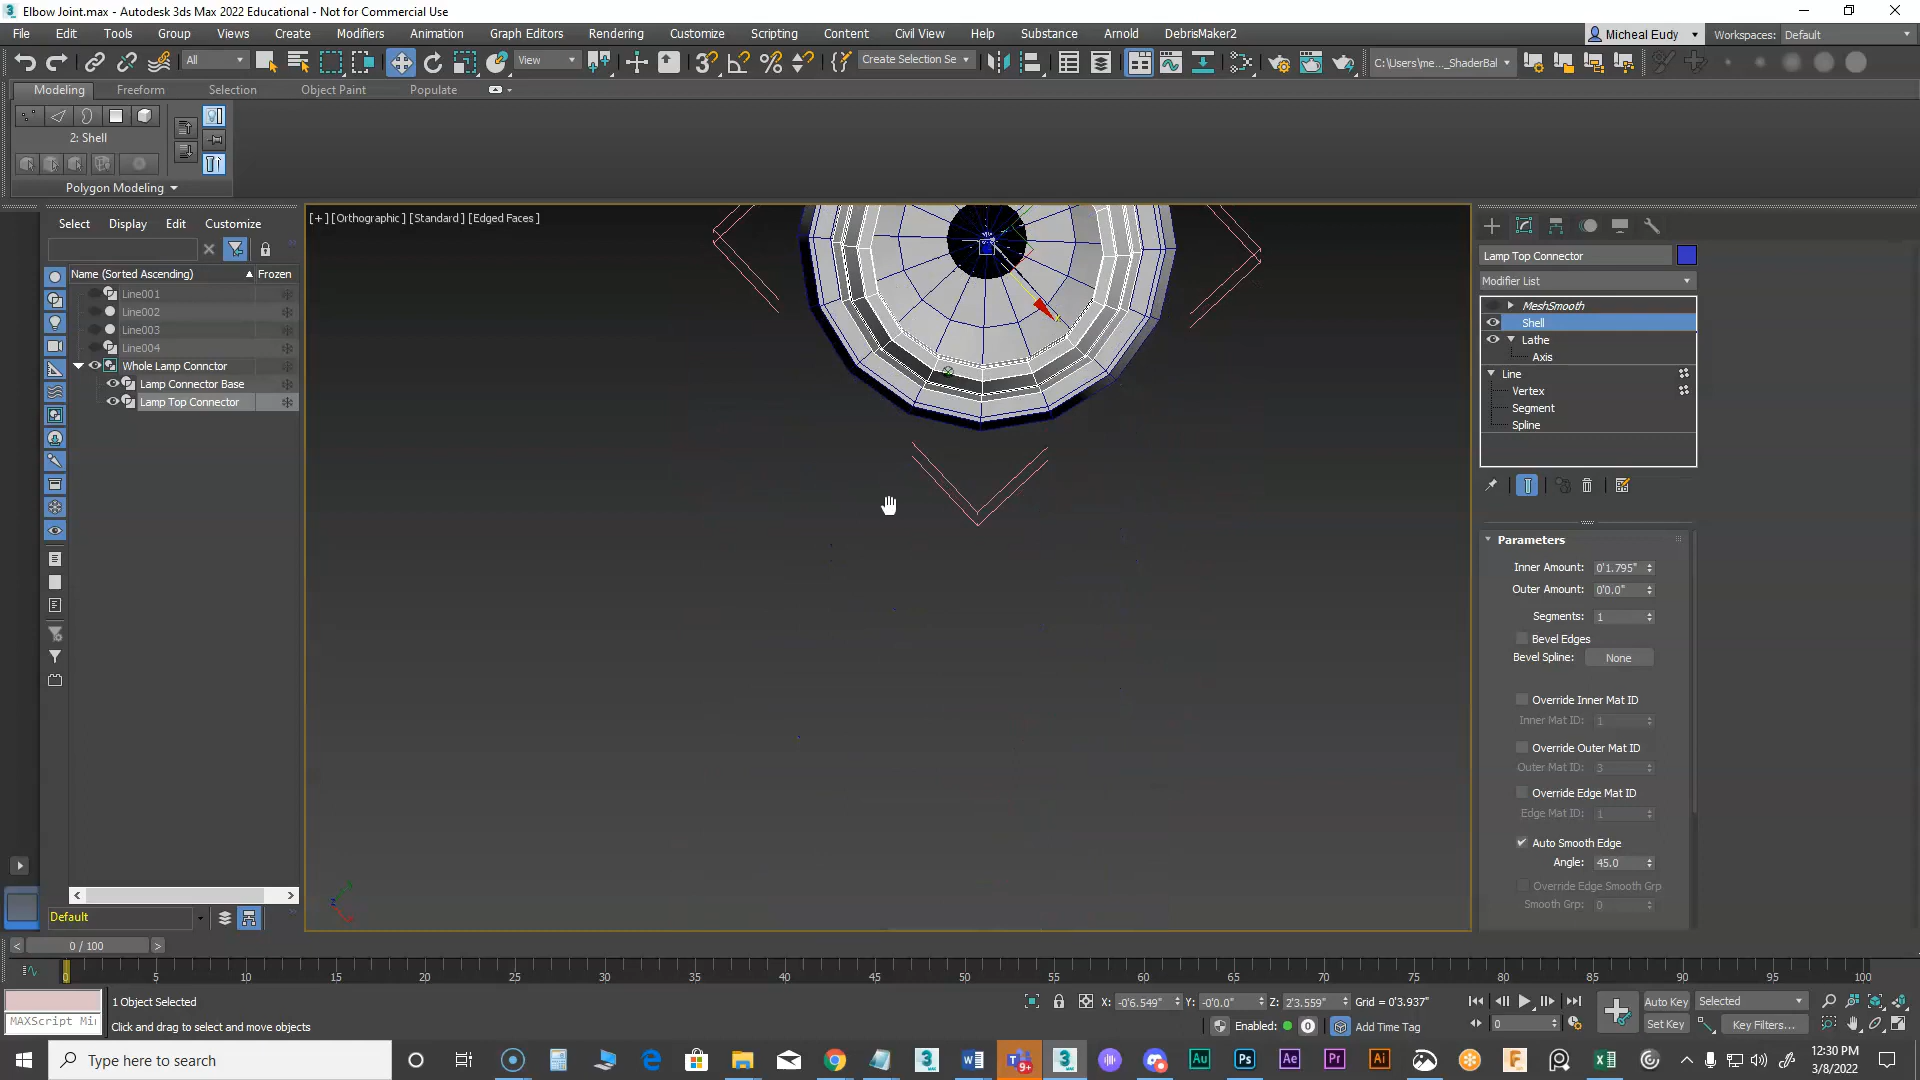 Elbow Joint.max - Autodesk 3ds Max 2022 Educational - Not for Commercial Use
File Edit Tools Group Views Create Modifiers Animation Graph Editors Rendering Customize Scripting Content Civil View Help Substance Arnold DebrisMaker2
Micheal Eudy
Workspaces: Default
All
View
Create Selection Se
C:\Users\me..._ShaderBal
Modeling Freeform Selection Object Paint Populate
2: Shell
Polygon Modeling
Select Display Edit Customize
Name (Sorted Ascending) Frozen
Line001
Line002
Line003
Line004
Whole Lamp Connctor
Lamp Connector Base
Lamp Top Connector
Default
[+] [Orthographic] [Standard] [Edged Faces]
Lamp Top Connector
Modifier List
MeshSmooth
Shell
Lathe
Axis
Line
Vertex
Segment
Spline
Parameters
Inner Amount: 0'1.795"
Outer Amount: 0'0.0"
Segments: 1
Bevel Edges
Bevel Spline: None
Override Inner Mat ID
Inner Mat ID: 1
Override Outer Mat ID
Outer Mat ID: 3
Override Edge Mat ID
Edge Mat ID: 1
Auto Smooth Edge
Angle: 45.0
Override Edge Smooth Grp
Smooth Grp: 0
0 / 100
0 5 10 15 20 25 30 35 40 45 50 55 60 65 70 75 80 85 90 95 100
1 Object Selected
X: -0'6.549" Y: -0'0.0" Z: 2'3.559" Grid = 0'3.937"
Auto Key Selected
MAXScript Mi
Click and drag to select and move objects
Enabled: 0
Add Time Tag
0
Set Key Key Filters...
Type here to search
9+
12:30 PM
3/8/2022